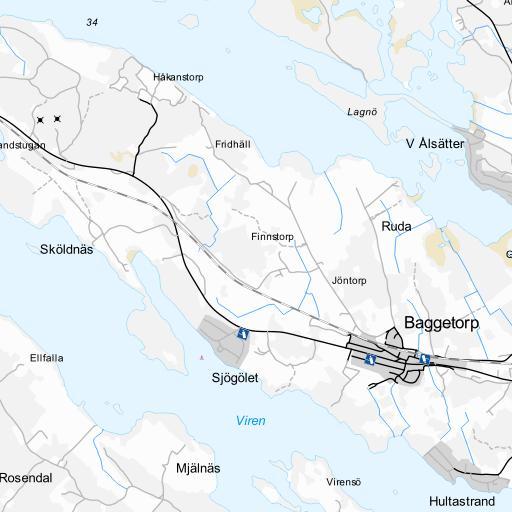 34
Håkanstorp
Lagnö
andstugan
Fridhäll
V Ålsätter
Ruda
Finnstorp
Sköldnäs
Jöntorp
Baggetorp
Ellfalla
Sjögölet
Viren
Mjälnäs
Rosendal
Virensö
Hultastrand